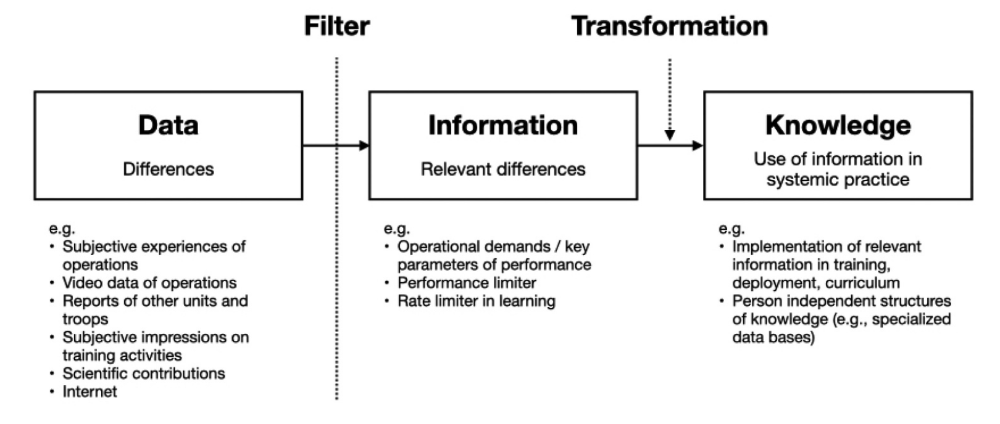 Filter
Transformation
Data
Differences
Information
Relevant differences
Knowledge
Use of information in
systemic practice
e.g.
• Subjective experiences of
operations
• Video data of operations
• Reports of other units and
troops
• Subjective impressions on
training activities
• Scientific contributions
• Internet
e.g.
• Operational demands / key
parameters of performance
• Performance limiter
• Rate limiter in learning
e.g.
• Implementation of relevant
information in training,
deployment, curriculum
• Person independent structures
of knowledge (e.g., specialized
data bases)